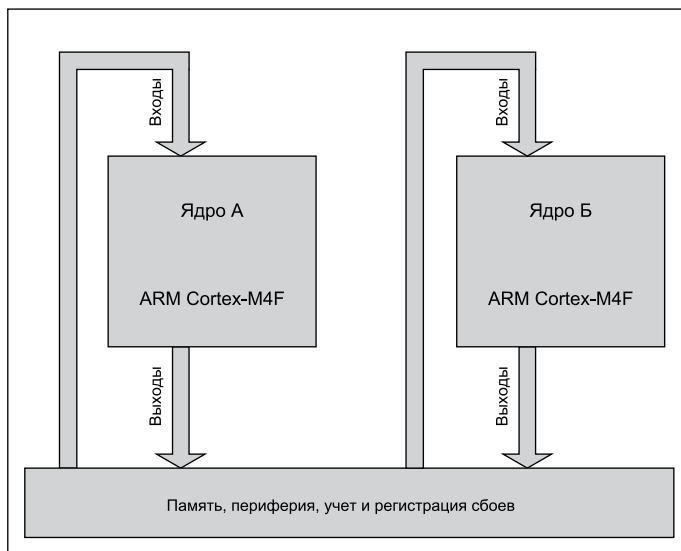 Входы
Входы
Ядро А
Ядро Б
ARM Cortex-M4F
ARM Cortex-M4F
Выходы
Выходы
Память, периферия, учет и регистрация сбоев